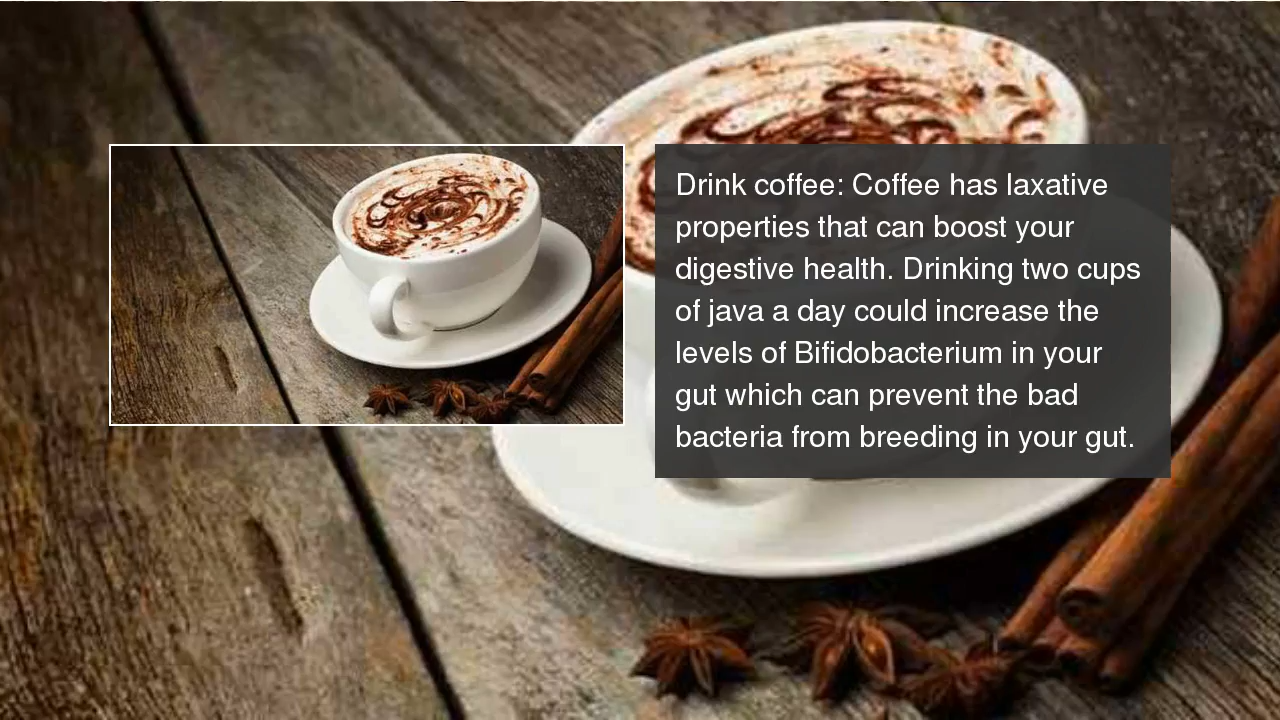 Drink coffee: Coffee has laxative
properties that can boost your
digestive health. Drinking two cups
of java a day could increase the
levels of Bifidobacterium in your
gut which can prevent the bad
bacteria from breeding in your gut.